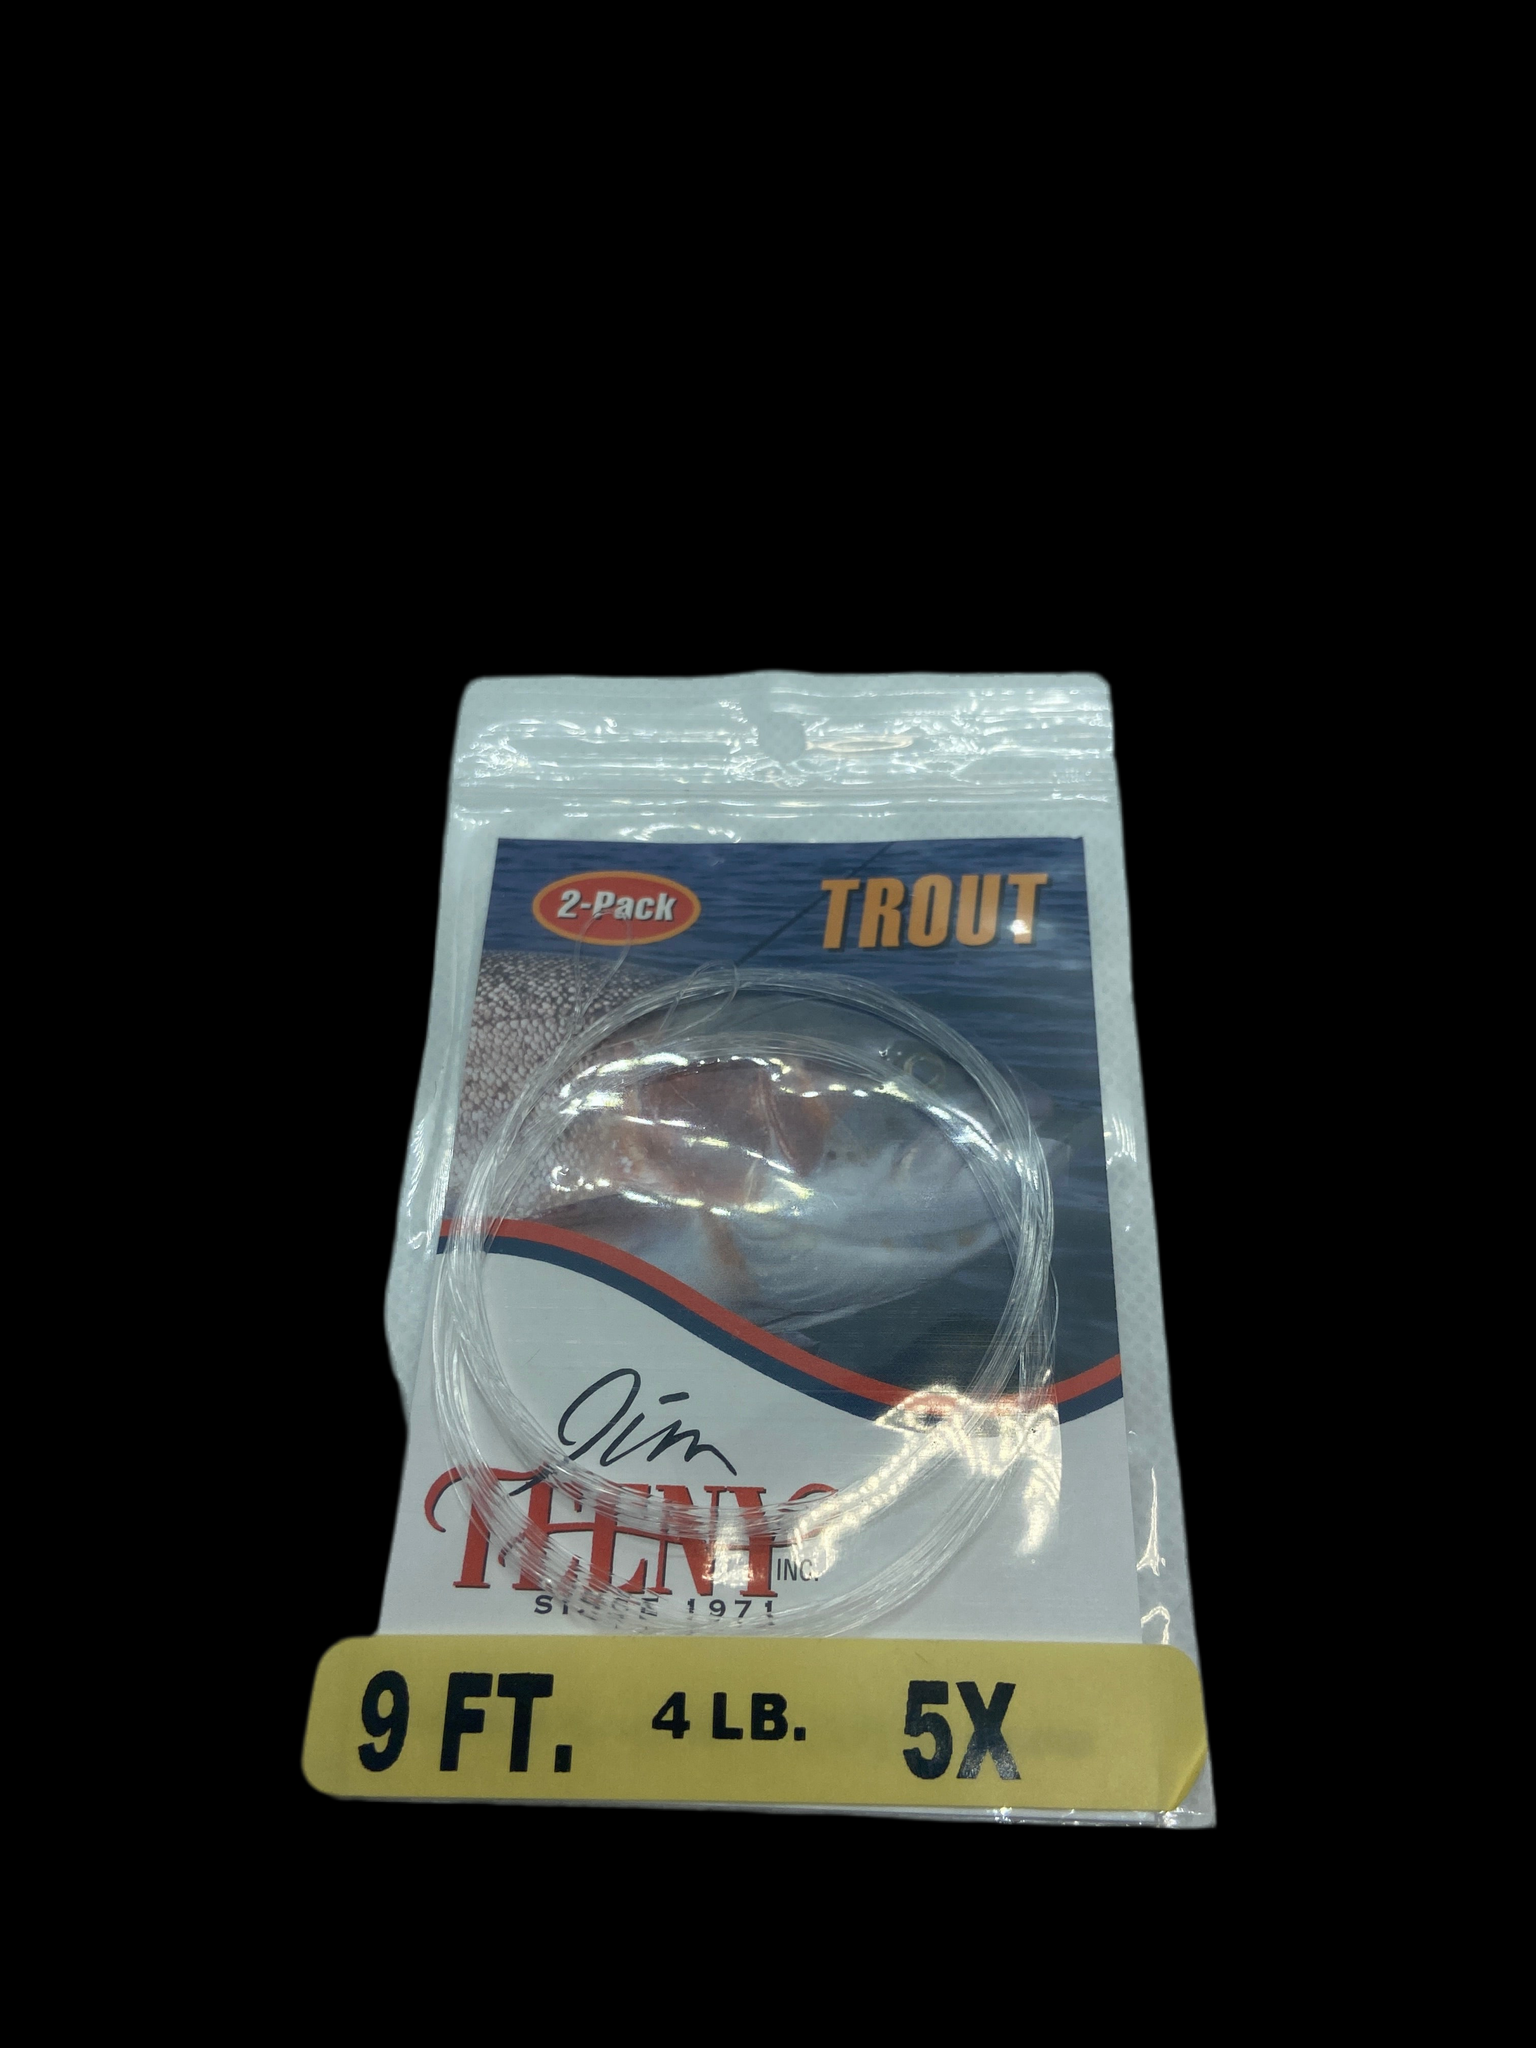 2-Pack
TROUT
Jim
TEENY INC.
SINCE 1971
9 FT. 4 LB. 5X